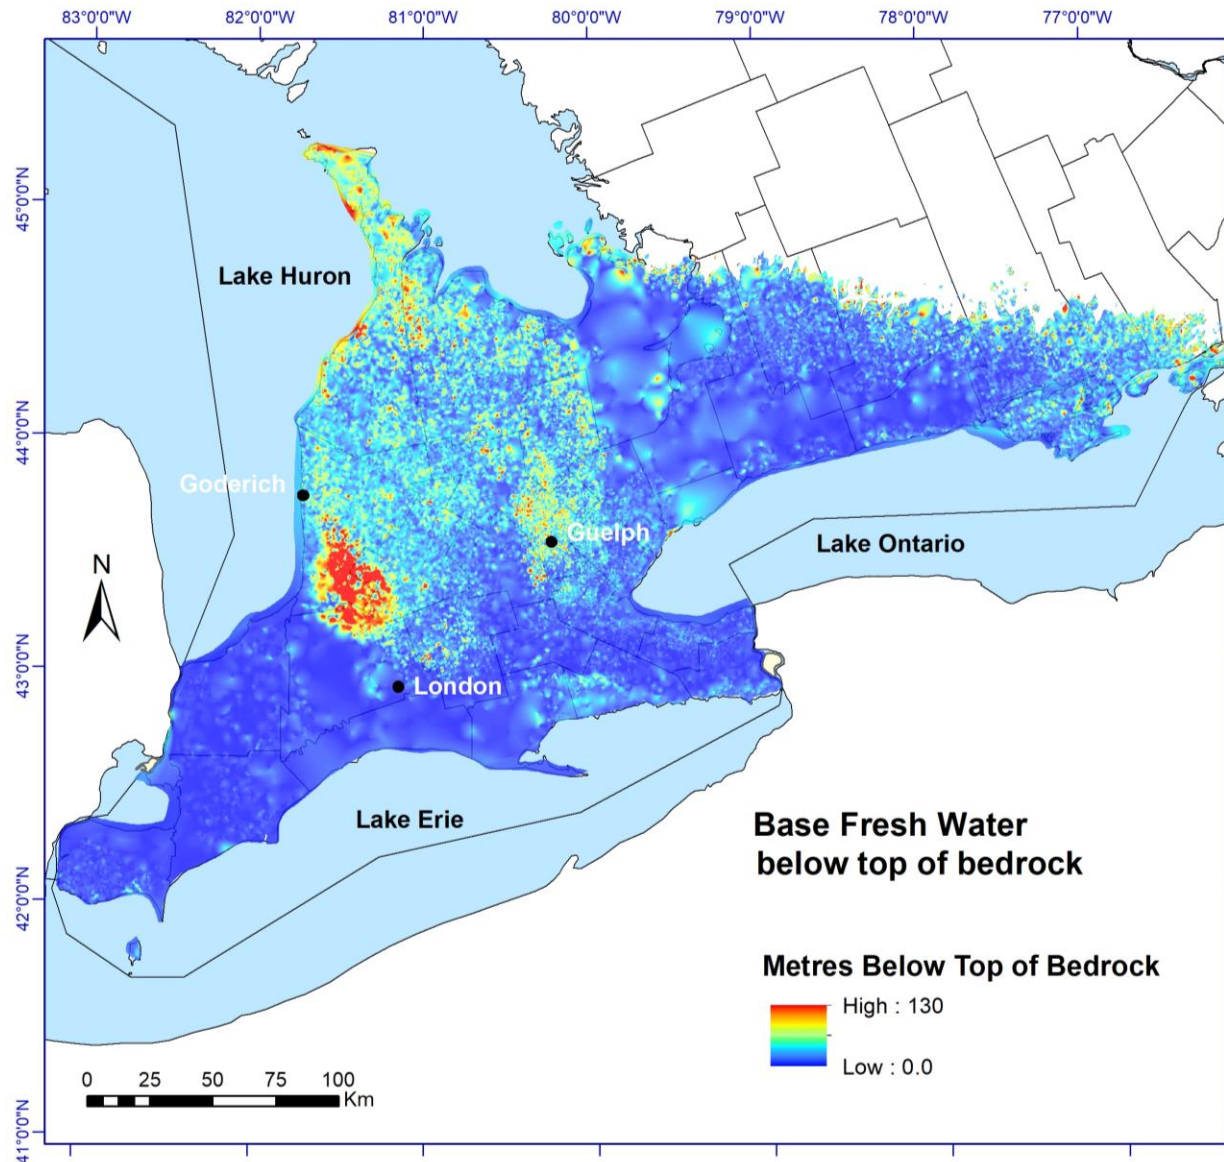 83°0'0"W 82°0'0"W 81°0'0"W 80°0'0"W 79°0'0"W 78°0'0"W 77°0'0"W
45°0'0"N
Lake Huron
44°0'0"N
Goderich
Guelph
Lake Ontario
N
43°0'0"N
London
Lake Erie
Base Fresh Water
below top of bedrock
42°0'0"N
Metres Below Top of Bedrock
High : 130
Low : 0.0
0 25 50 75 100
Km
41°0'0"N